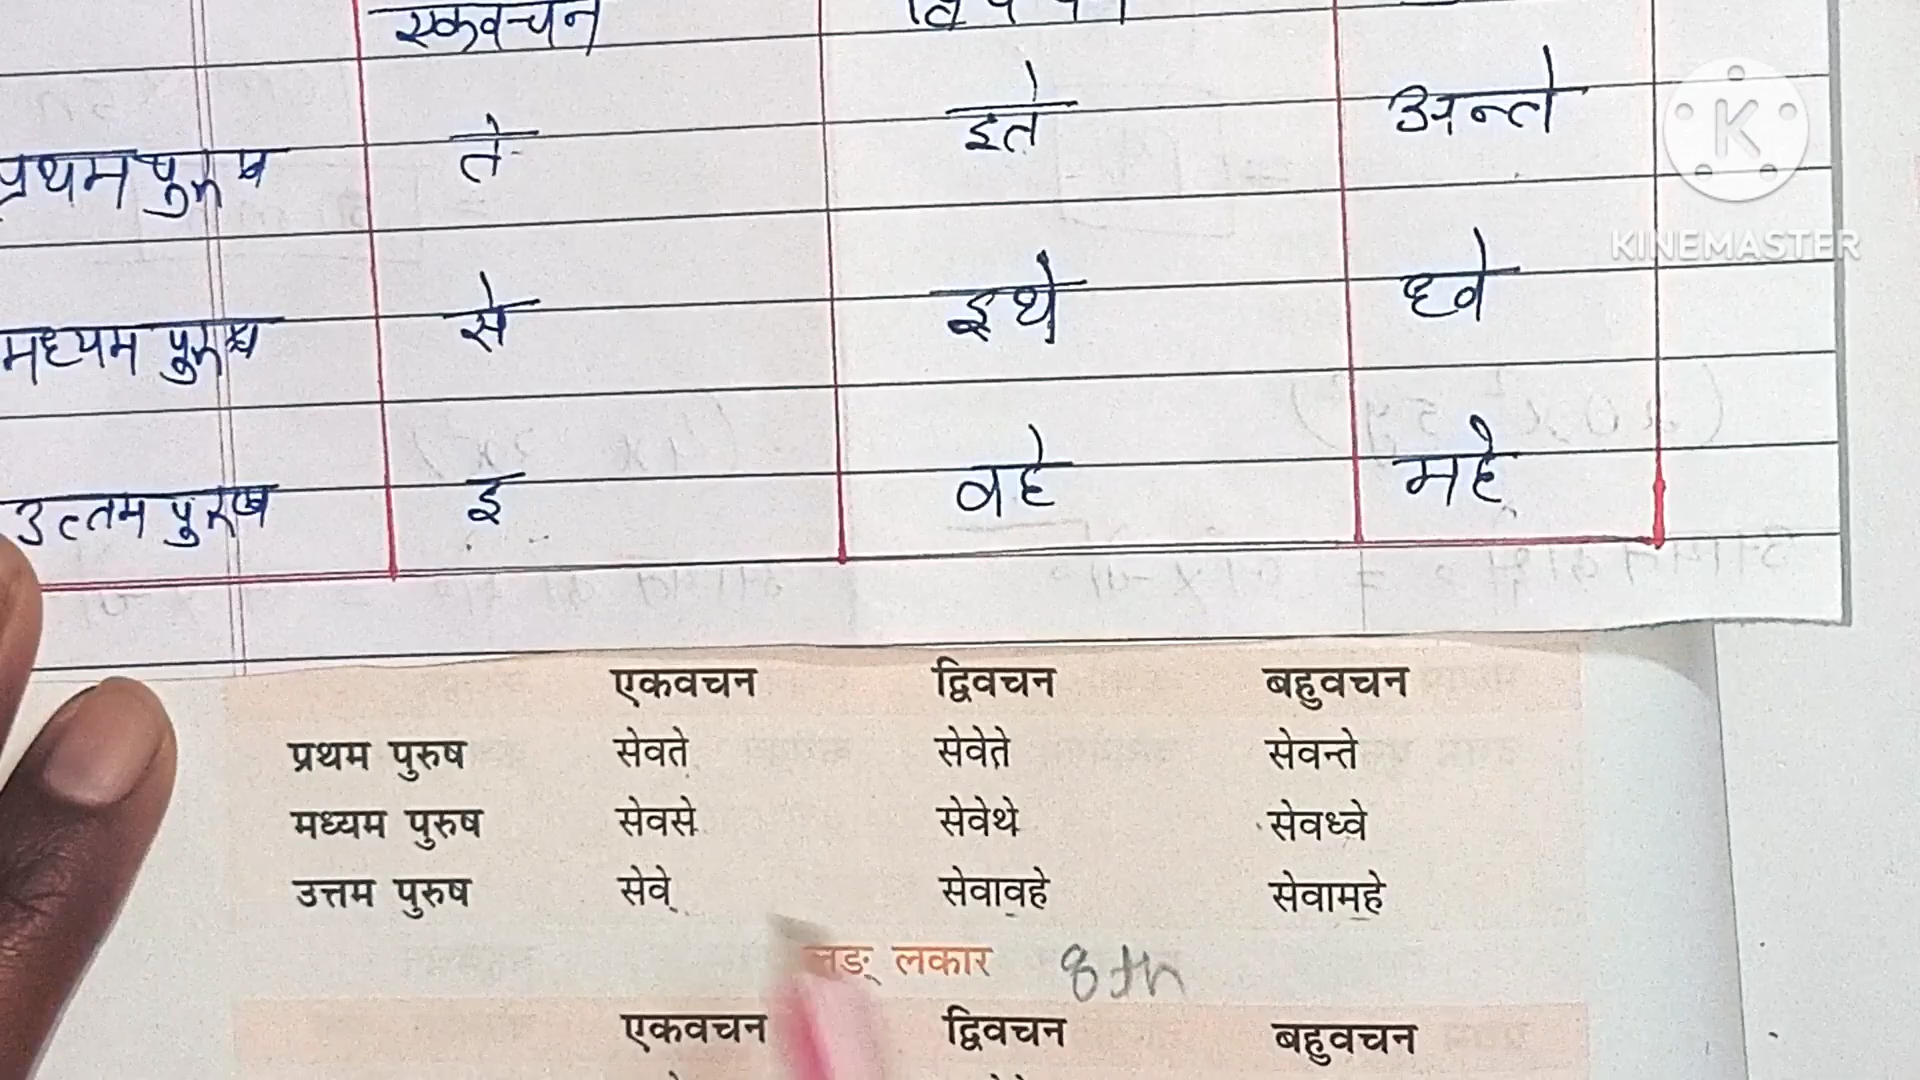 एकवचन
प्रथम पुरुष ते इते अन्ते
मध्यम पुरुष से इथे ध्वे
उत्तम पुरुष इ वहे महे
KINEMASTER
एकवचन द्विवचन बहुवचन
प्रथम पुरुष सेवते सेवेते सेवन्ते
मध्यम पुरुष सेवसे सेवेथे सेवध्वे
उत्तम पुरुष सेवे सेवावहे सेवामहे
लङ् लकार 8th
एकवचन द्विवचन बहुवचन